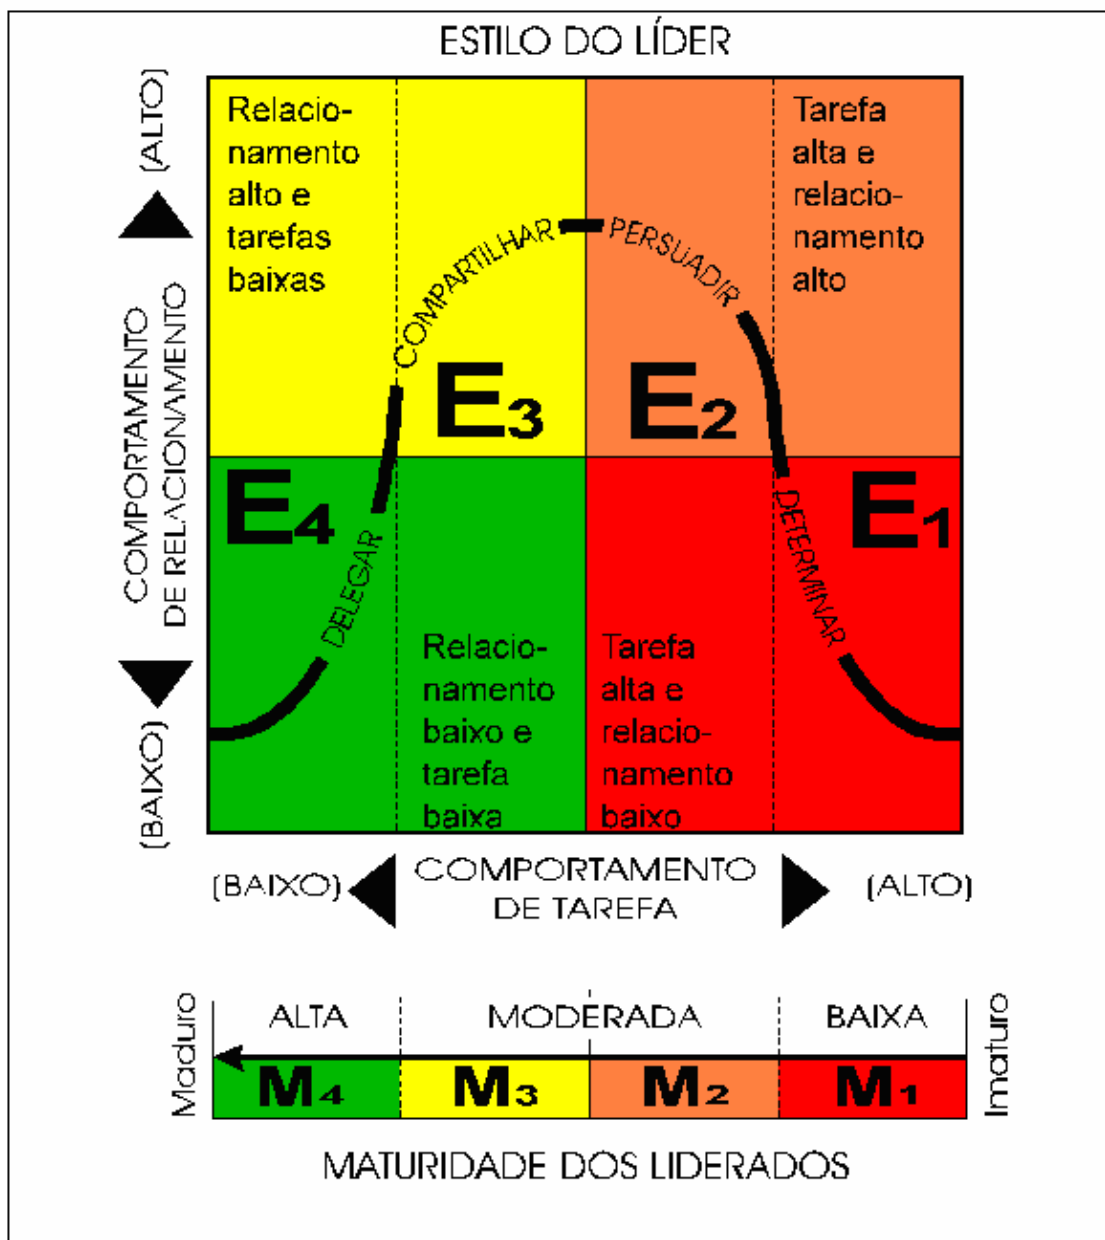 ESTILO DO LÍDER
(ALTO)
COMPORTAMENTO
DE RELACIONAMENTO
(BAIXO)
Relacio-
namento
alto e
tarefas
baixas
Tarefa
alta e
relacio-
namento
alto
COMPARTILHAR
PERSUADIR
E3
E2
E4
E1
DELEGAR
DETERMINAR
Relacio-
namento
baixo e
tarefa
baixa
Tarefa
alta e
relacio-
namento
baixo
(BAIXO)
COMPORTAMENTO
DE TAREFA
(ALTO)
Maduro
ALTA
MODERADA
BAIXA
Imaturo
M4
M3
M2
M1
MATURIDADE DOS LIDERADOS